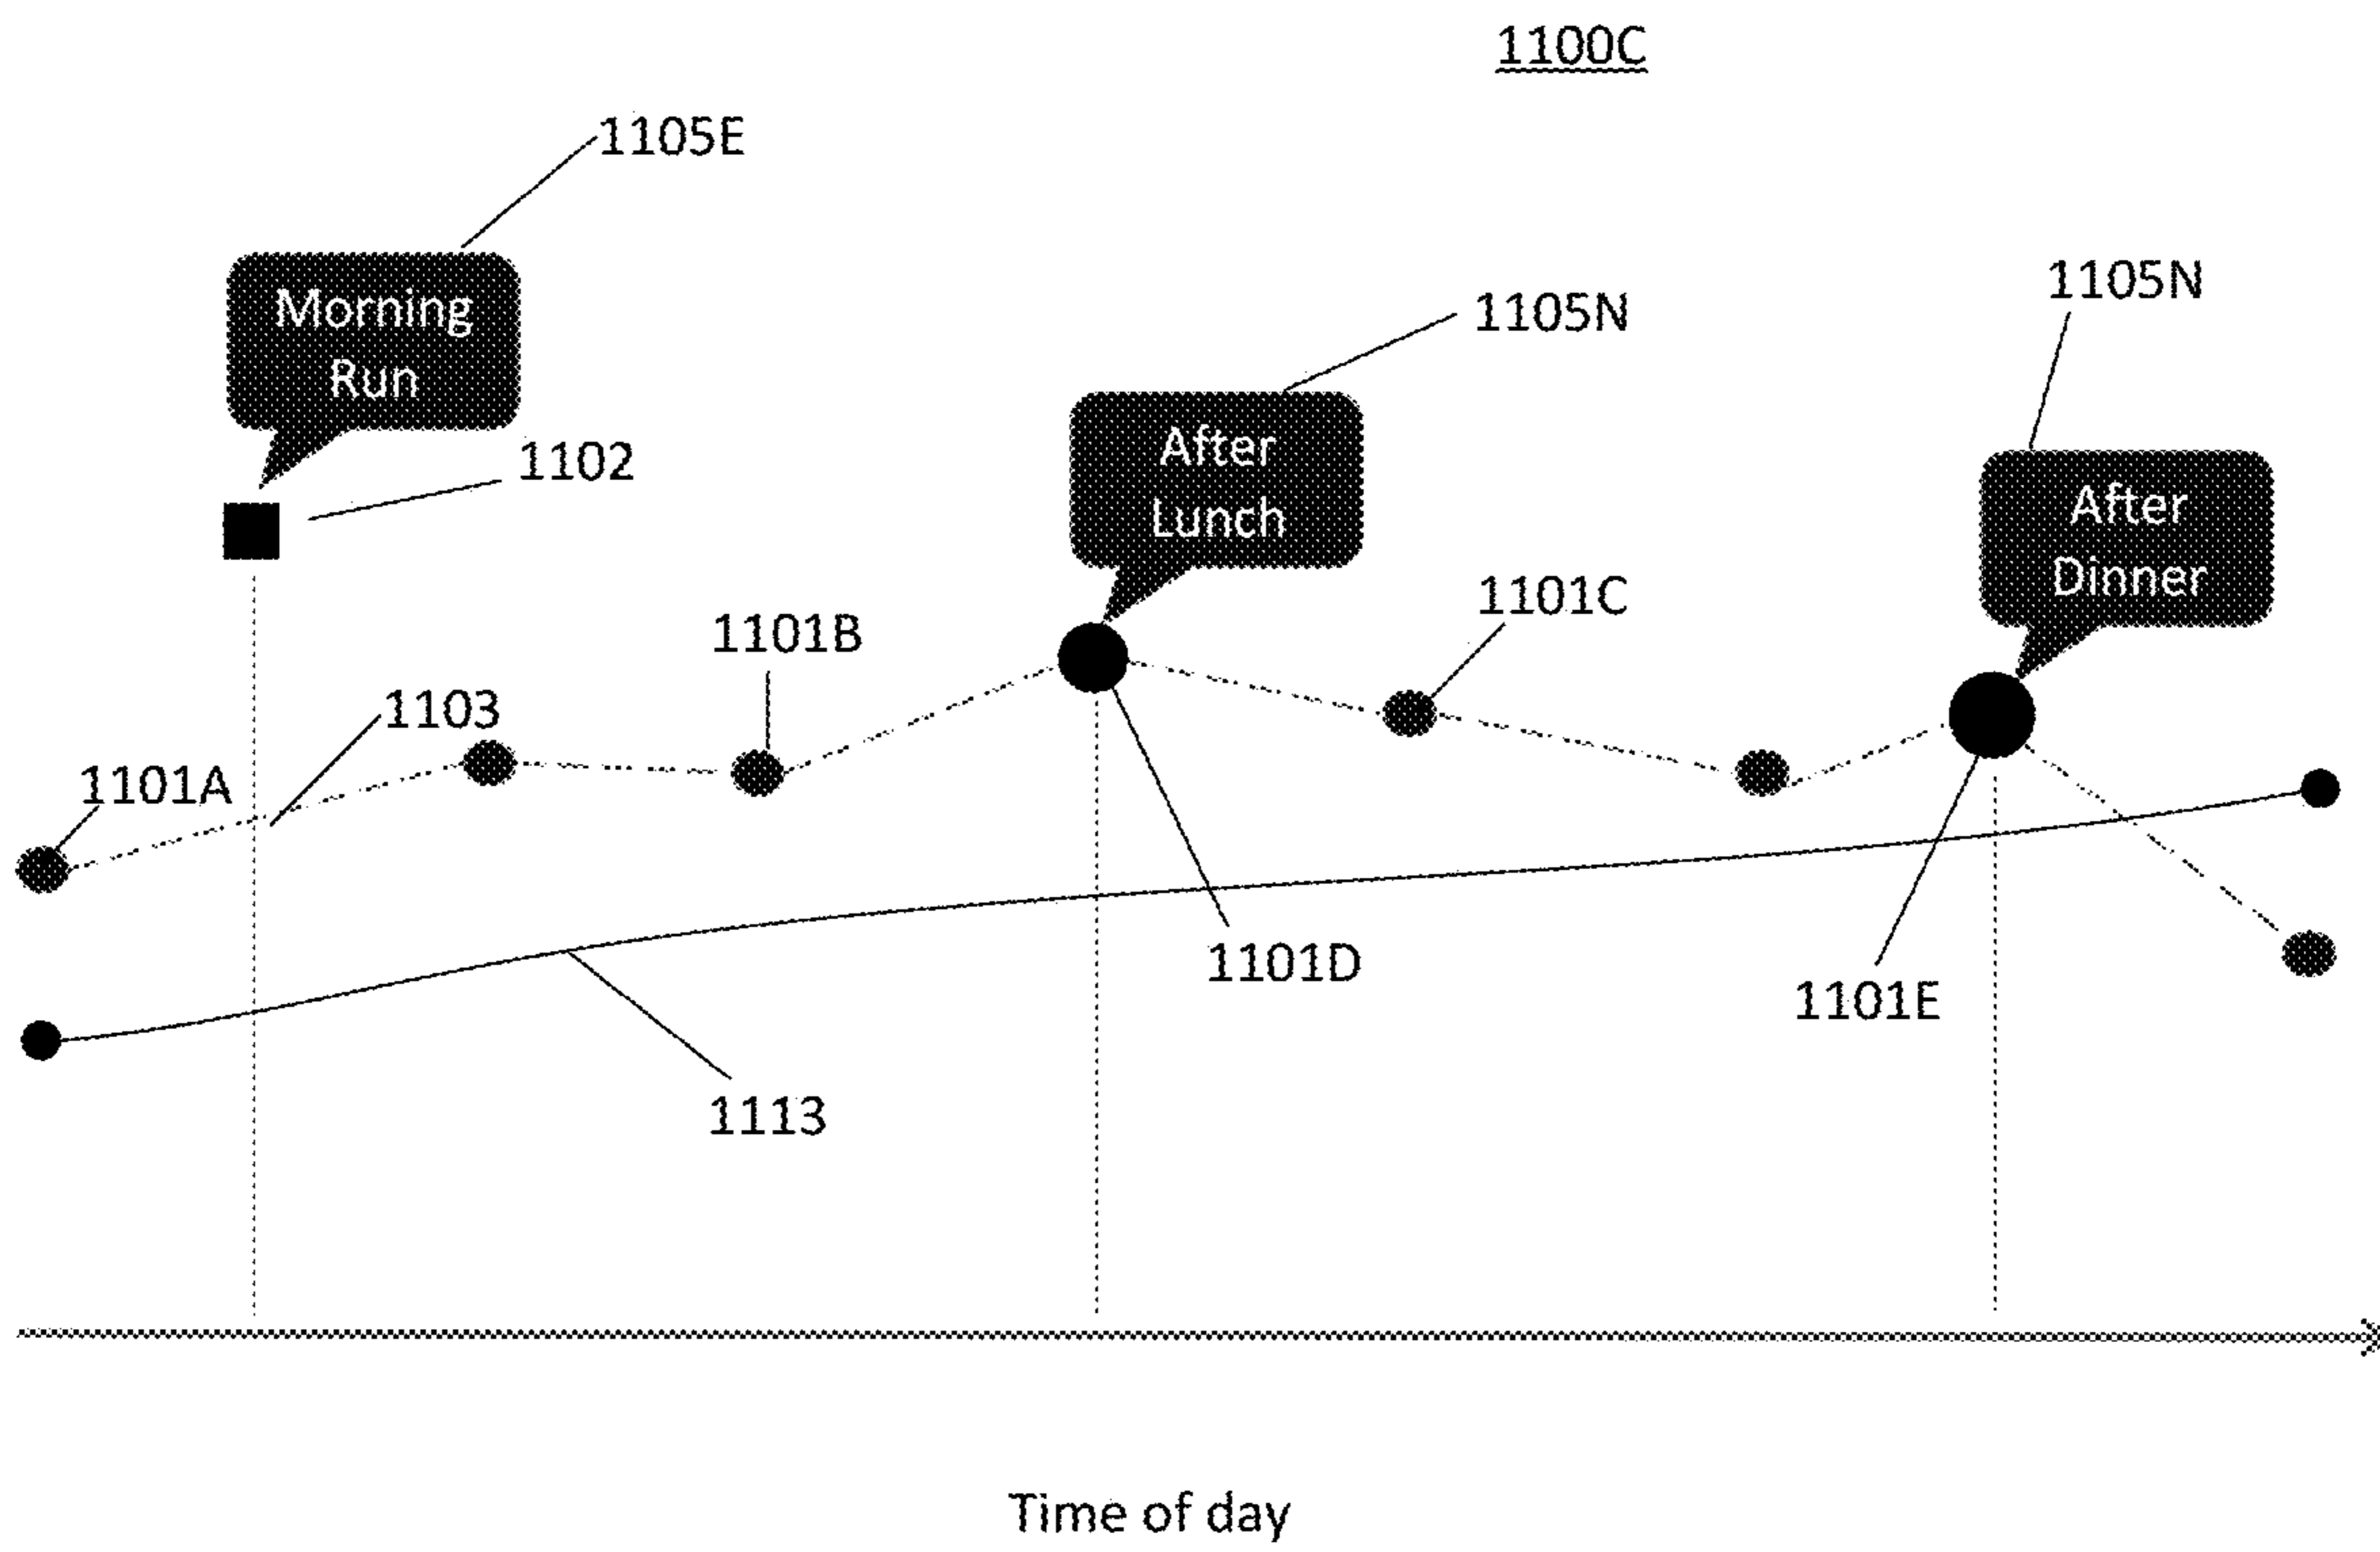 1100C
1105E
Morning
Run
1102
1105N
After
Lunch
1105N
After
Dinner
1101C
1101B
1103
1101A
1101D
1101E
1113
Time of day